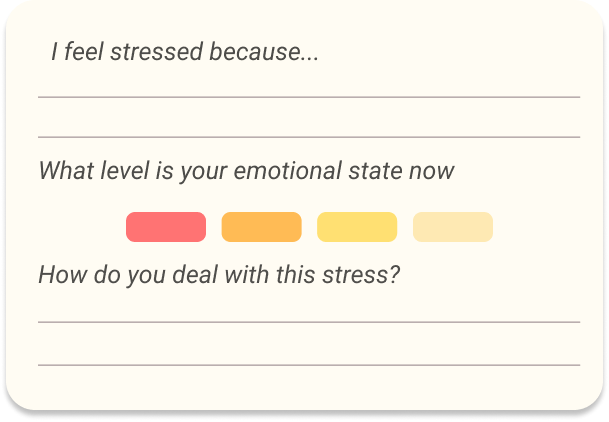 I feel stressed because...
What level is your emotional state now
How do you deal with this stress?